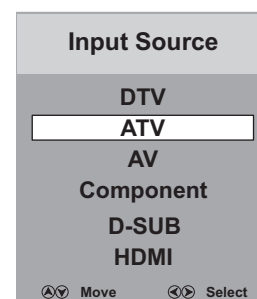 Input Source
DTV
ATV
AV
Component
D-SUB
HDMI
Move Select